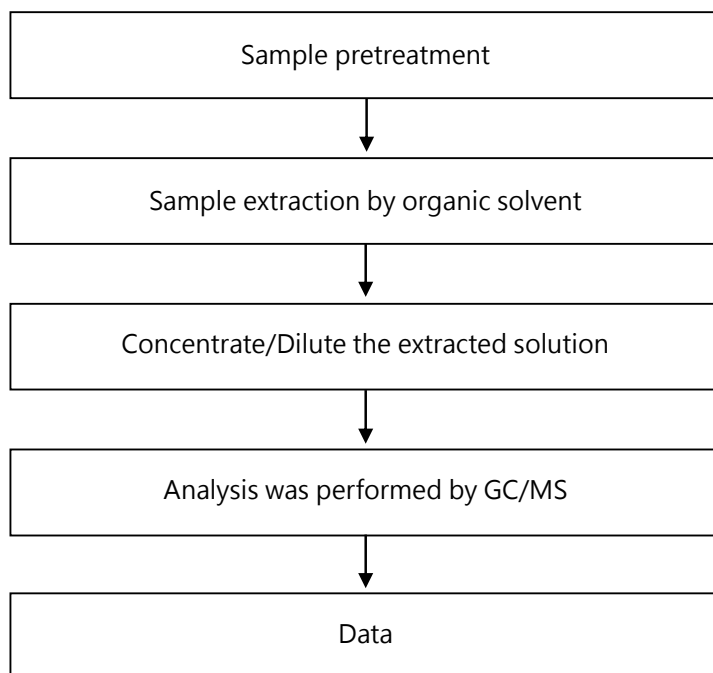 Sample pretreatment
Sample extraction by organic solvent
Concentrate/Dilute the extracted solution
Analysis was performed by GC/MS
Data